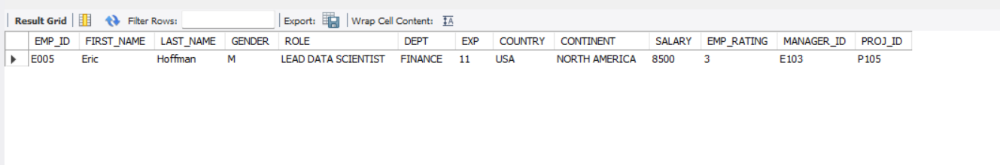 Result Grid Filter Rows: Export: Wrap Cell Content: IA
EMP_ID FIRST_NAME LAST_NAME GENDER ROLE DEPT EXP COUNTRY CONTINENT SALARY EMP_RATING MANAGER_ID PROJ_ID
E005 Eric Hoffman M LEAD DATA SCIENTIST FINANCE 11 USA NORTH AMERICA 8500 3 E103 P105